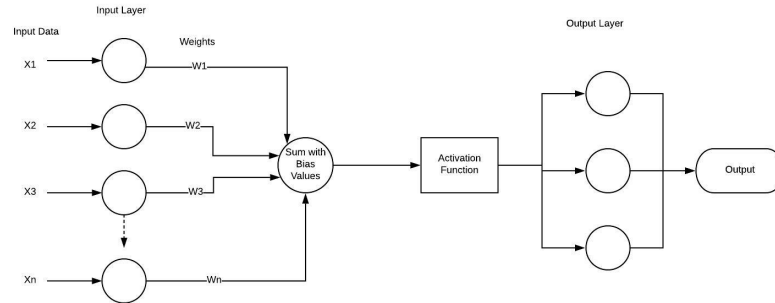 Input Layer
Input Data
Weights
Output Layer
X1
W1
X2
W2
Sum with
Bias
Values
Activation
Function
Output
X3
W3
Xn
Wn